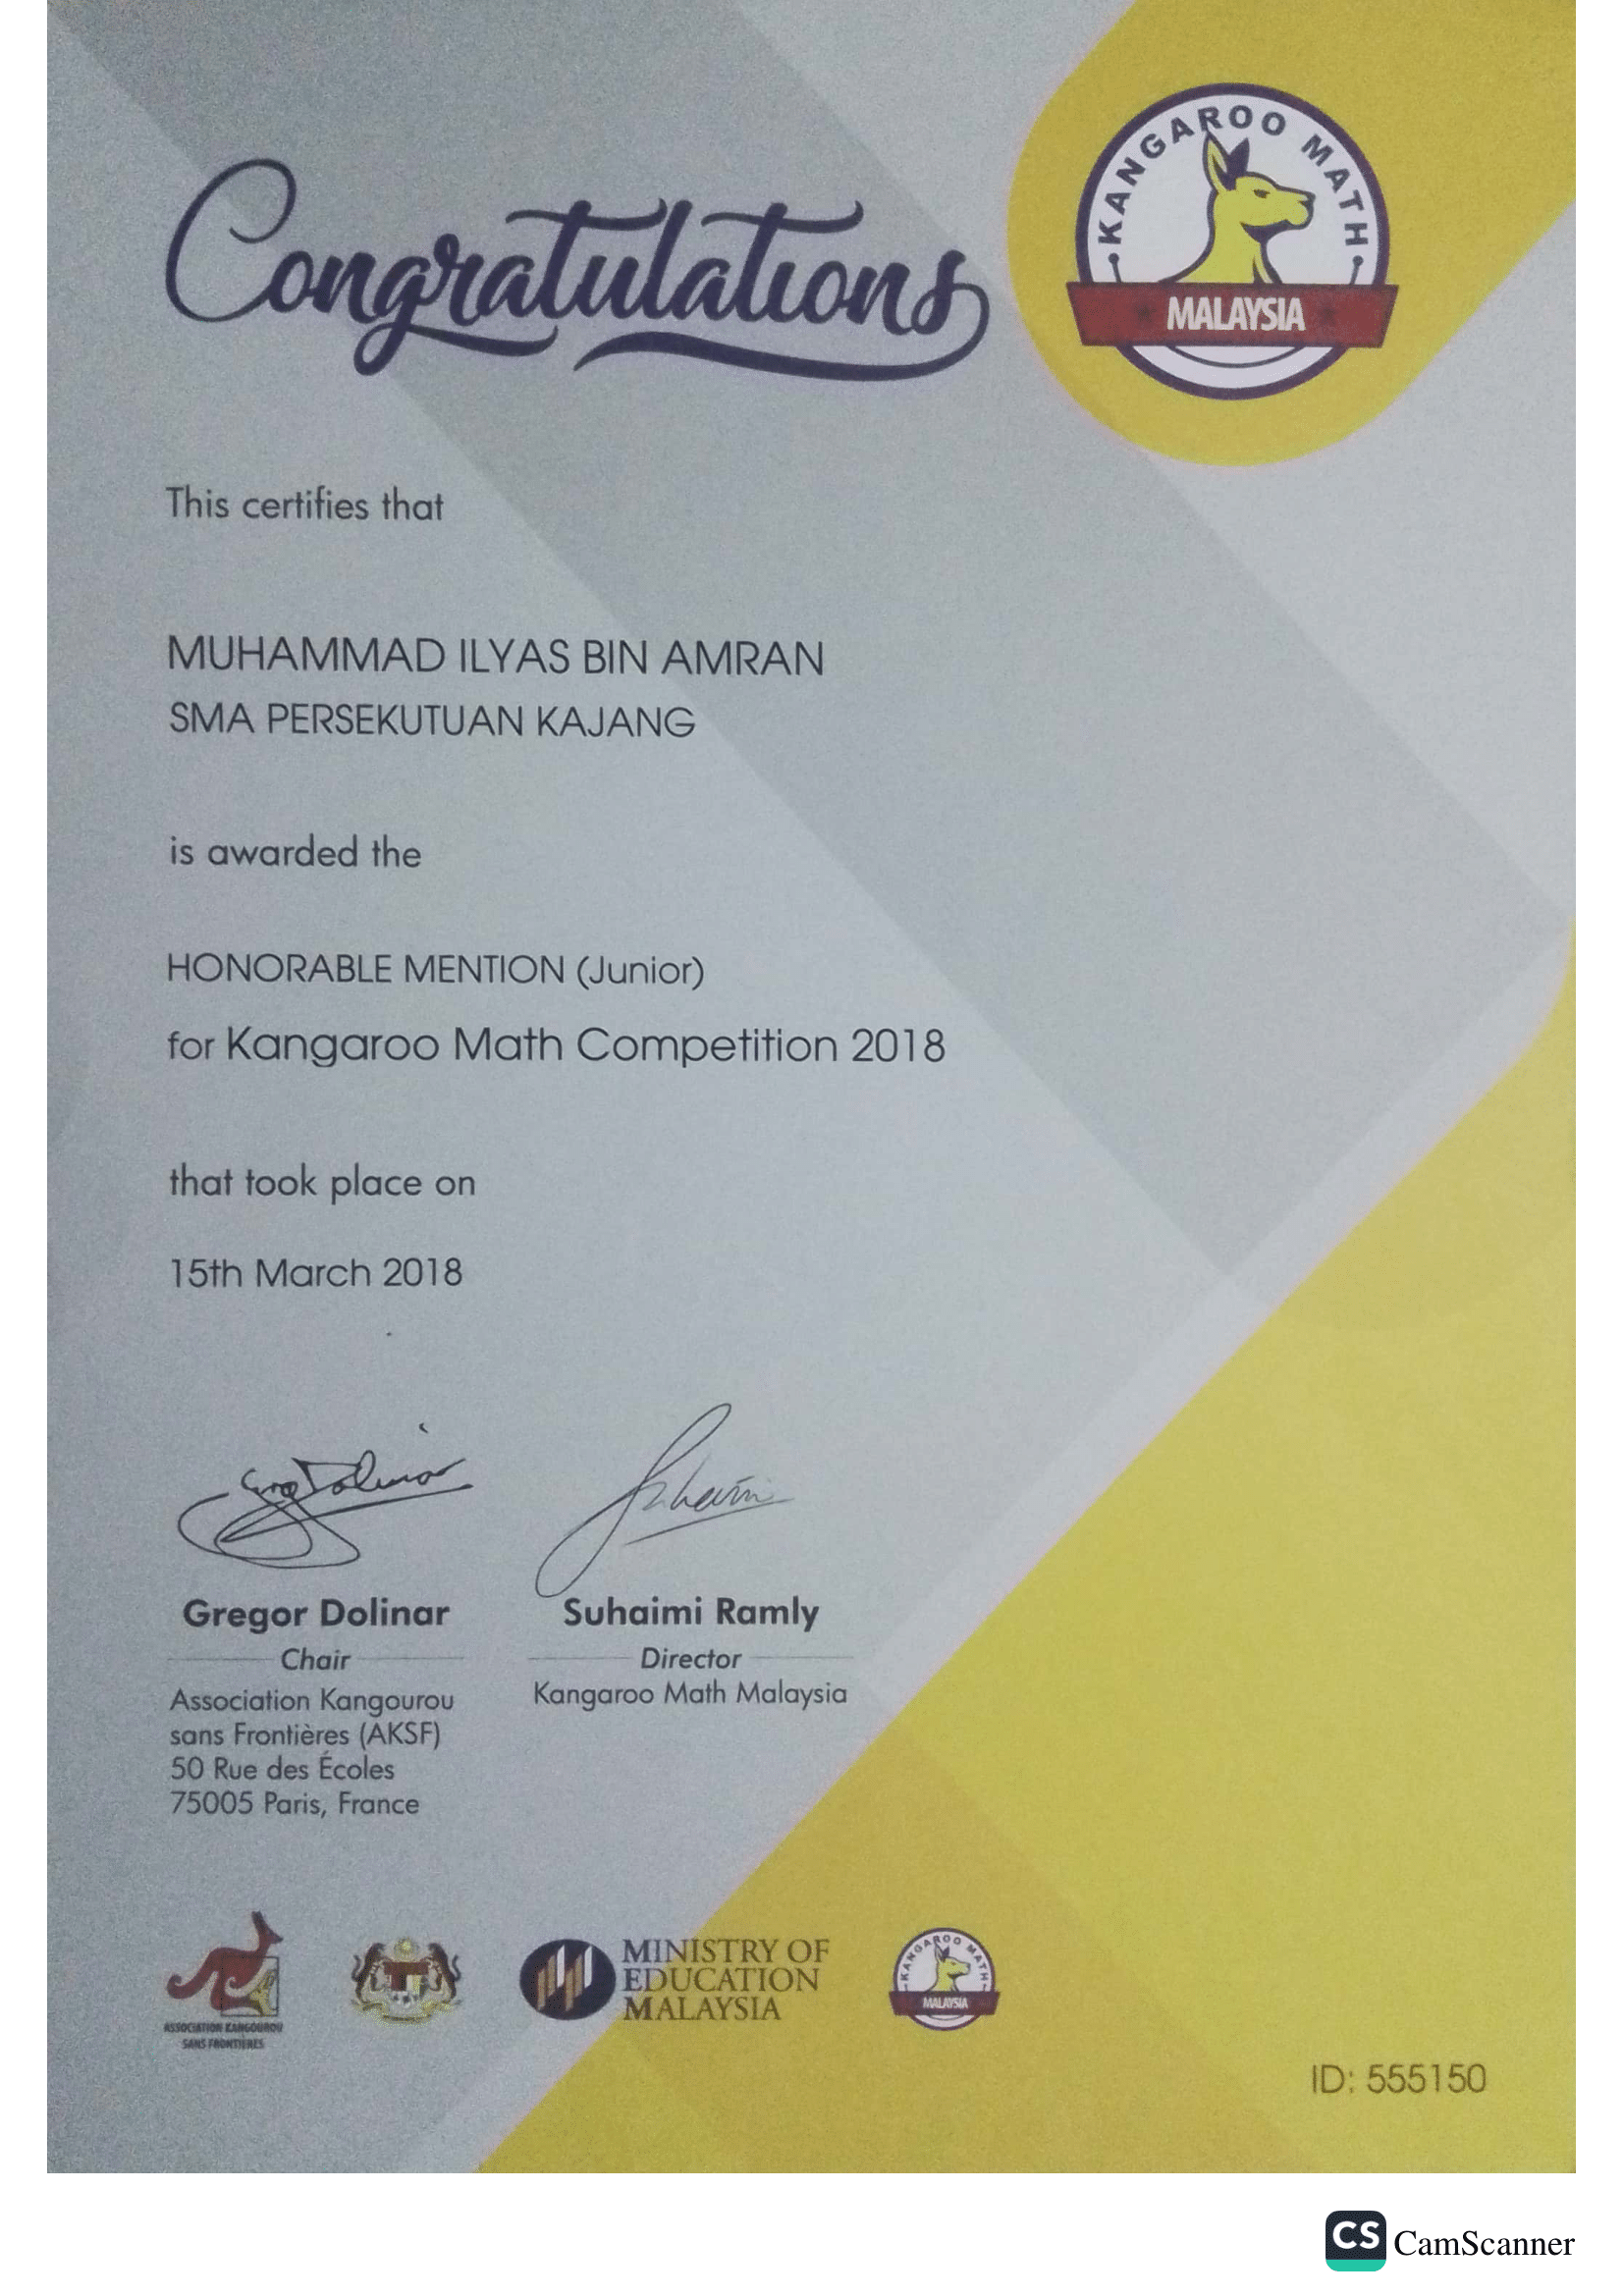 KANGAROO MATH
MALAYSIA
Congratulations
This certifies that
MUHAMMAD ILYAS BIN AMRAN
SMA PERSEKUTUAN KAJANG
is awarded the
HONORABLE MENTION (Junior)
for Kangaroo Math Competition 2018
that took place on
15th March 2018
Gregor Dolinar
Chair
Association Kangourou
sans Frontières (AKSF)
50 Rue des Écoles
75005 Paris, France
Suhaimi Ramly
Director
Kangaroo Math Malaysia
ASSOCIATION KANGOUROU
SANS FRONTIÈRES
MINISTRY OF
EDUCATION
MALAYSIA
KANGAROO MATH
MALAYSIA
ID: 555150
CS CamScanner